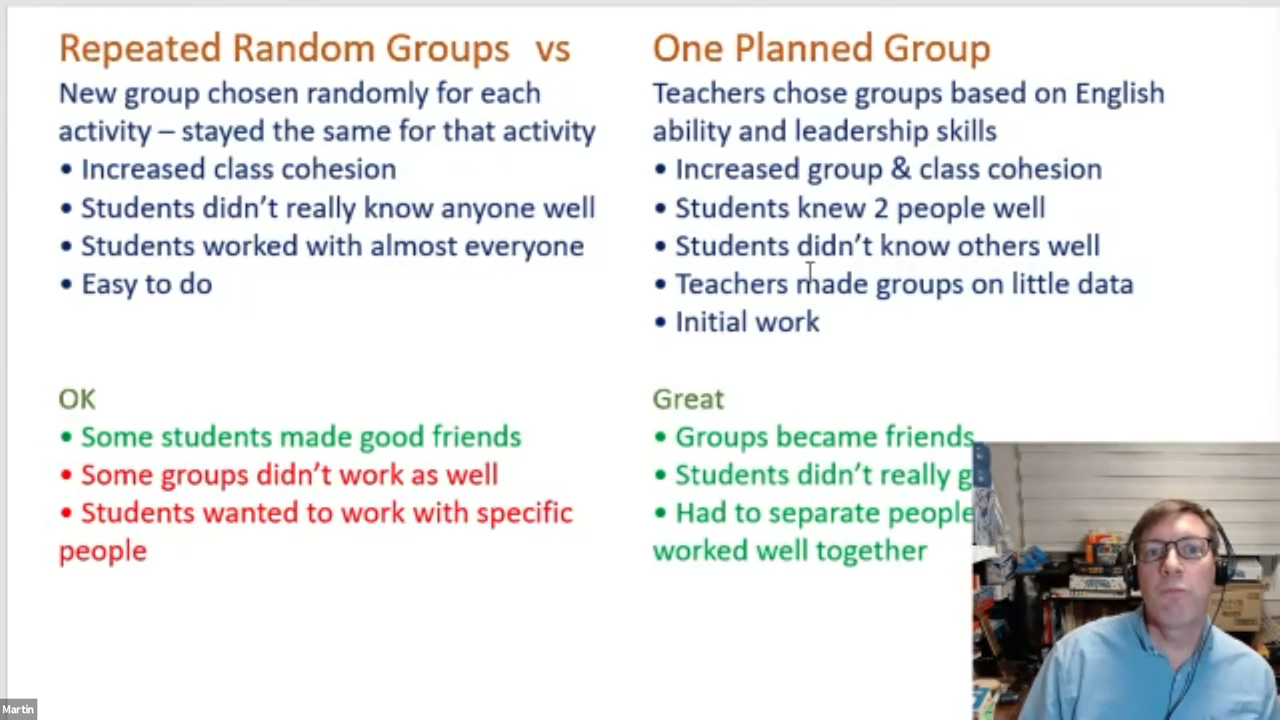 Repeated Random Groups vs
New group chosen randomly for each
activity – stayed the same for that activity
• Increased class cohesion
• Students didn't really know anyone well
• Students worked with almost everyone
• Easy to do
OK
• Some students made good friends
• Some groups didn't work as well
• Students wanted to work with specific
people
One Planned Group
Teachers chose groups based on English
ability and leadership skills
• Increased group & class cohesion
• Students knew 2 people well
• Students didn't know others well
• Teachers made groups on little data
• Initial work
Great
• Groups became friends
• Students didn't really
• Had to separate people
worked well together
Martin